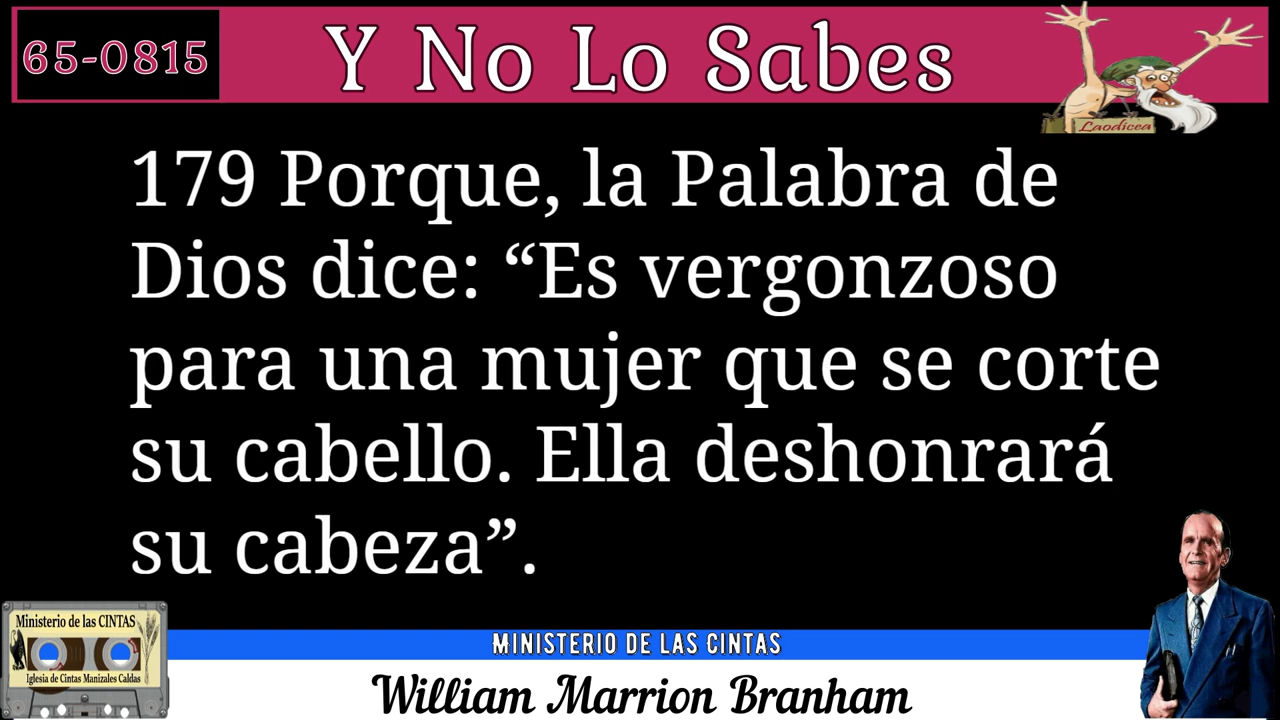 65-0815
Y No Lo Sabes
Laodicea
179 Porque, la Palabra de
Dios dice: “Es vergonzoso
para una mujer que se corte
su cabello. Ella deshonrará
su cabeza”.
Ministerio de las CINTAS
Iglesia de Cintas Manizales Caldas
MINISTERIO DE LAS CINTAS
William Marrion Branham